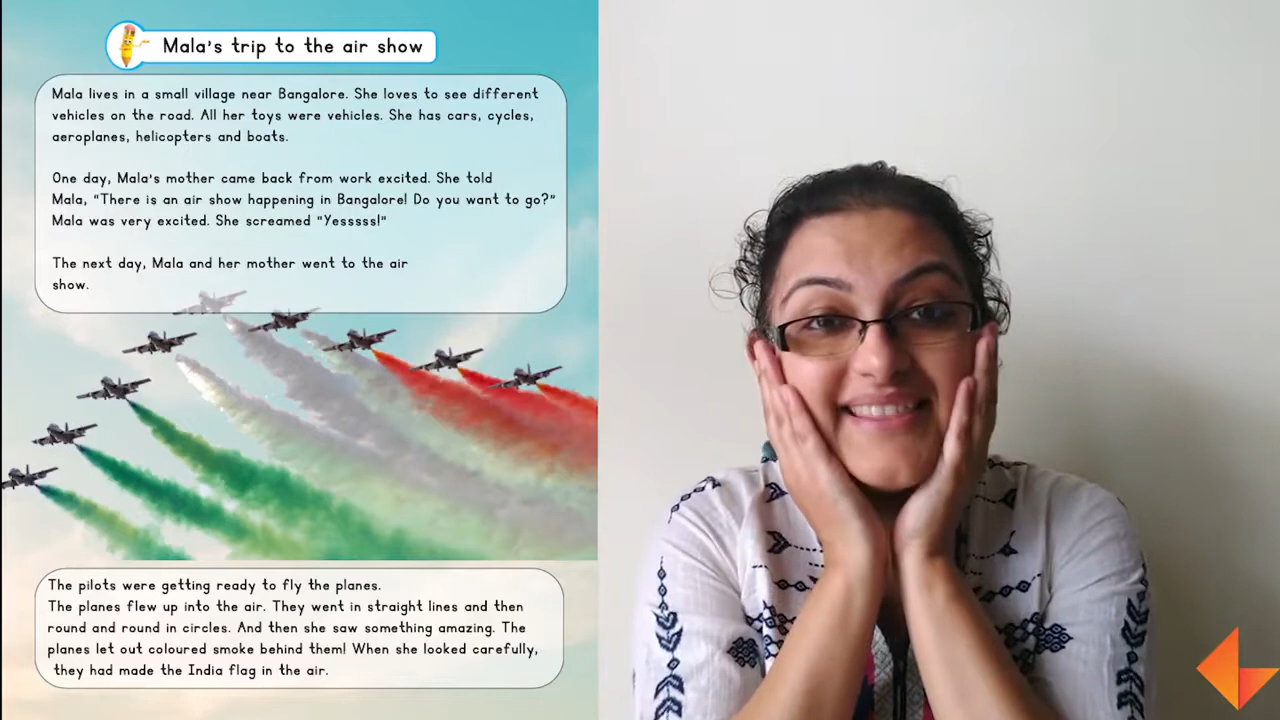 Mala's trip to the air show
Mala lives in a small village near Bangalore. She loves to see different
vehicles on the road. All her toys were vehicles. She has cars, cycles,
aeroplanes, helicopters and boats.
One day, Mala's mother came back from work excited. She told
Mala, "There is an air show happening in Bangalore! Do you want to go?"
Mala was very excited. She screamed "Yesssss!"
The next day, Mala and her mother went to the air
show.
The pilots were getting ready to fly the planes.
The planes flew up into the air. They went in straight lines and then
round and round in circles. And then she saw something amazing. The
planes let out coloured smoke behind them! When she looked carefully,
they had made the India flag in the air.